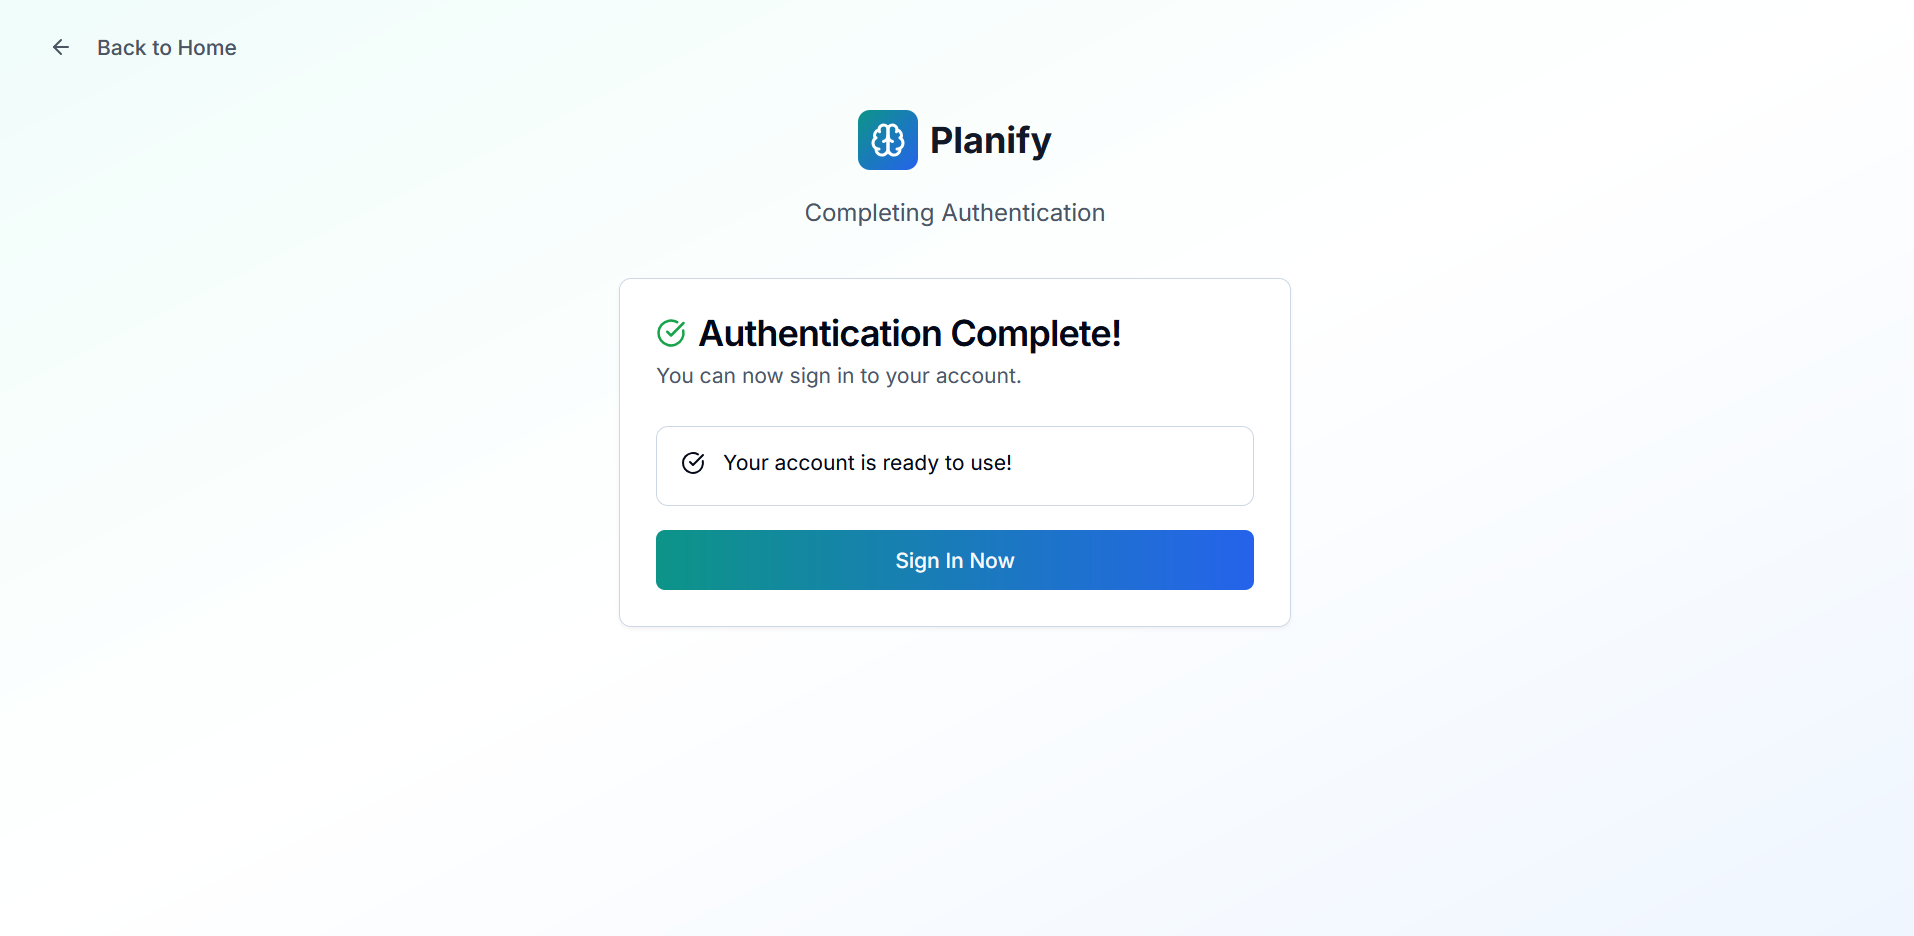 Back to Home
Planify
Completing Authentication
Authentication Complete!
You can now sign in to your account.
Your account is ready to use!
Sign In Now